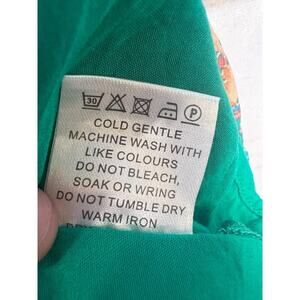 30 P
COLD GENTLE
MACHINE WASH WITH
LIKE COLOURS
DO NOT BLEACH,
SOAK OR WRING
DO NOT TUMBLE DRY
WARM IRON